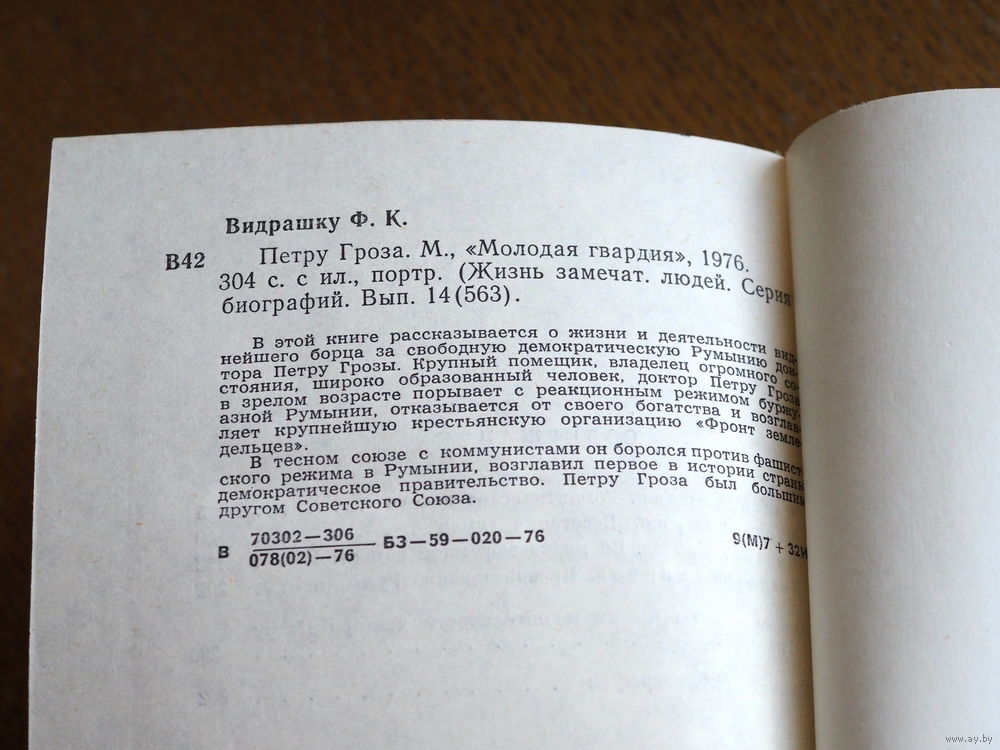 Видрашку Ф. К.
В42 Петру Гроза. М., «Молодая гвардия», 1976.
304 с. с ил., портр. (Жизнь замечат. людей. Серия
биографий. Вып. 14(563).
В этой книге рассказывается о жизни и деятельности вид-
нейшего борца за свободную демократическую Румынию док-
тора Петру Грозы. Крупный помещик, владелец огромного со-
стояния, широко образованный человек, доктор Петру Гроза
в зрелом возрасте порывает с реакционным режимом буржу-
азной Румынии, отказывается от своего богатства и возглав-
ляет крупнейшую крестьянскую организацию «Фронт земле-
дельцев».
В тесном союзе с коммунистами он боролся против фашист-
ского режима в Румынии, возглавил первое в истории страны
демократическое правительство. Петру Гроза был большим
другом Советского Союза.
В 70302—306 БЗ—59—020—76 9(М)7 +
078(02)—76
www.ay.by